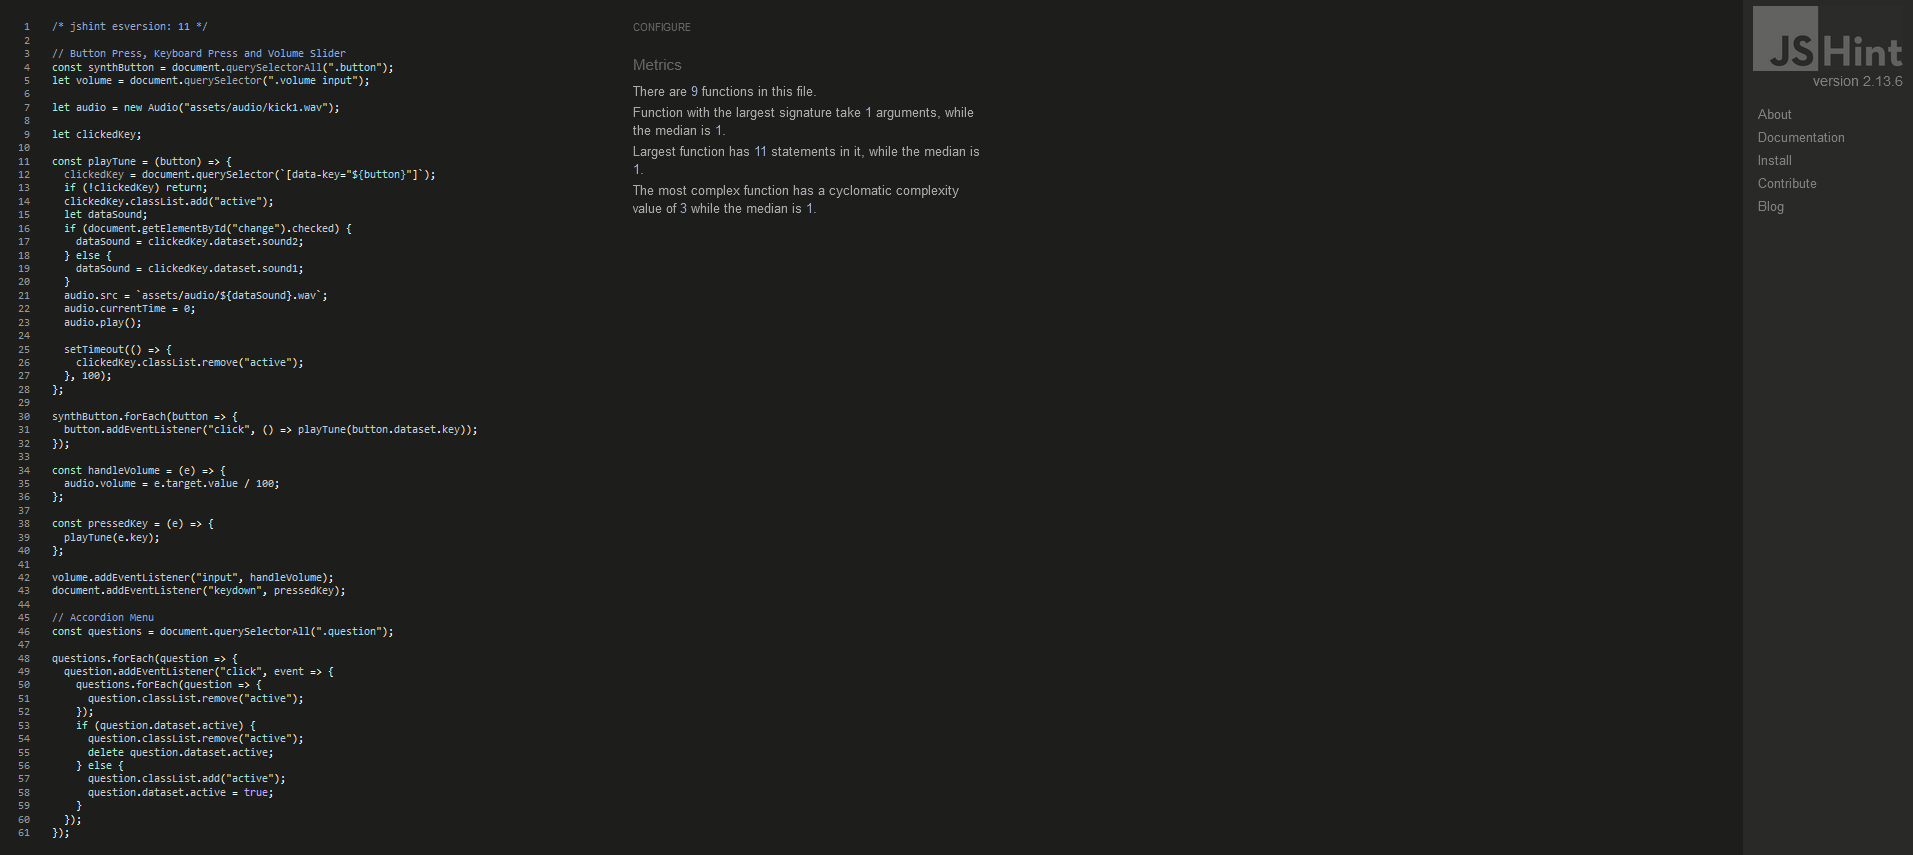 1 /* jshint esversion: 11 */
2
3 // Button Press, Keyboard Press and Volume Slider
4 const synthButton = document.querySelectorAll(".button");
5 let volume = document.querySelector(".volume input");
6
7 let audio = new Audio("assets/audio/kick1.wav");
8
9 let clickedKey;
10
11 const playTune = (button) => {
12 clickedKey = document.querySelector(`[data-key="${button}"]`);
13 if (!clickedKey) return;
14 clickedKey.classList.add("active");
15 let dataSound;
16 if (document.getElementById("change").checked) {
17 dataSound = clickedKey.dataset.sound2;
18 } else {
19 dataSound = clickedKey.dataset.sound1;
20 }
21 audio.src = `assets/audio/${dataSound}.wav`;
22 audio.currentTime = 0;
23 audio.play();
24
25 setTimeout(() => {
26 clickedKey.classList.remove("active");
27 }, 100);
28 };
29
30 synthButton.forEach(button => {
31 button.addEventListener("click", () => playTune(button.dataset.key));
32 });
33
34 const handleVolume = (e) => {
35 audio.volume = e.target.value / 100;
36 };
37
38 const pressedKey = (e) => {
39 playTune(e.key);
40 };
41
42 volume.addEventListener("input", handleVolume);
43 document.addEventListener("keydown", pressedKey);
44
45 // Accordion Menu
46 const questions = document.querySelectorAll(".question");
47
48 questions.forEach(question => {
49 question.addEventListener("click", event => {
50 questions.forEach(question => {
51 question.classList.remove("active");
52 });
53 if (question.dataset.active) {
54 question.classList.remove("active");
55 delete question.dataset.active;
56 } else {
57 question.classList.add("active");
58 question.dataset.active = true;
59 }
60 });
61 });
CONFIGURE
Metrics
There are 9 functions in this file.
Function with the largest signature take 1 arguments, while
the median is 1.
Largest function has 11 statements in it, while the median is
1.
The most complex function has a cyclomatic complexity
value of 3 while the median is 1.
JSHint
version 2.13.6
About
Documentation
Install
Contribute
Blog